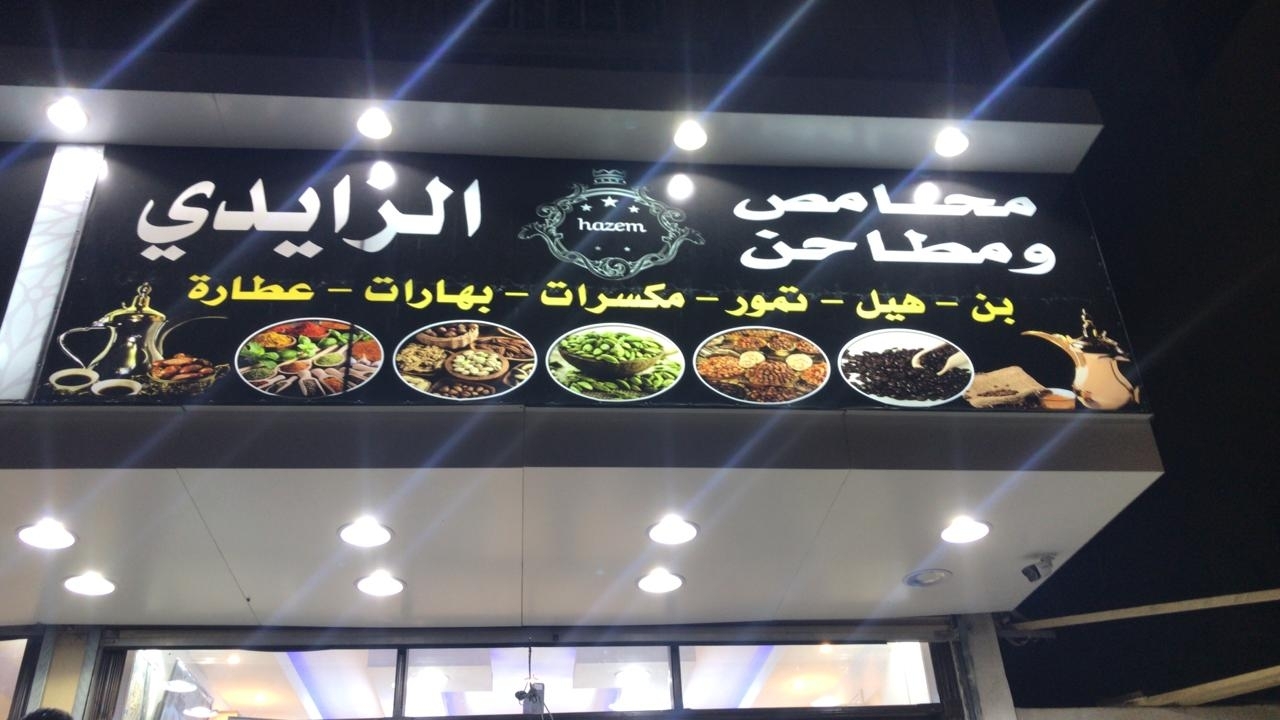 محامص
ومطاحن
hazem
الزايدي
بن - هيل - تمور - مكسرات - بهارات - عطارة